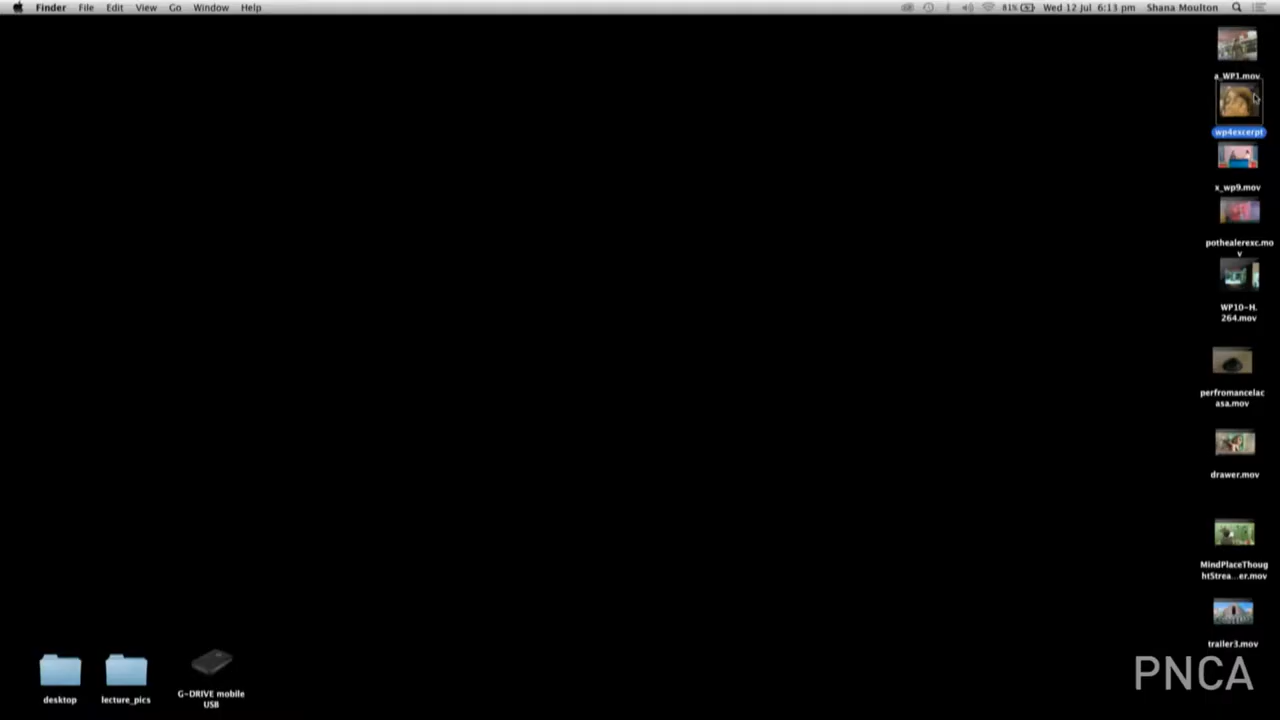 Finder File Edit View Go Window Help 81% Wed 12 Jul 6:13 pm Shana Moulton
a_WP1.mov
wp4excerpt
x_wp9.mov
pothealerexc.mo
v
WP10-H.
264.mov
perfromancelac
asa.mov
drawer.mov
MindPlaceThoug
htStrea...er.mov
trailer3.mov
desktop
lecture_pics
G-DRIVE mobile
USB
PNCA